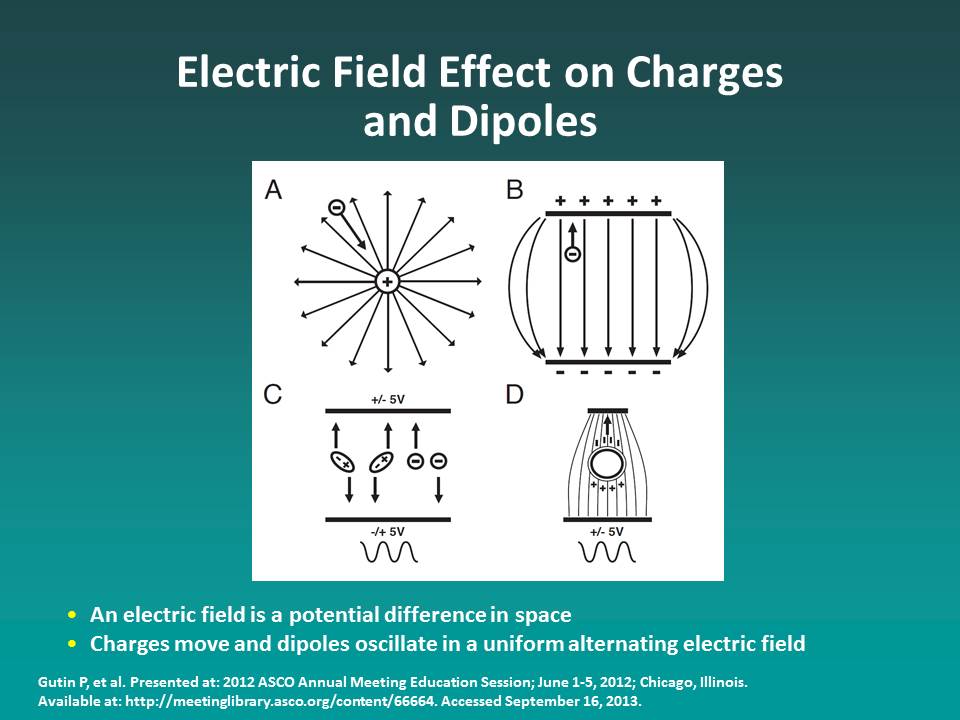 Electric Field Effect on Charges
and Dipoles
A
B
+ + + + +
-
-
+
- - - - -
C
+/- 5V
D
- +
- +
-
-
- - - -
+ + + +
-/+ 5V
+/- 5V
• An electric field is a potential difference in space
• Charges move and dipoles oscillate in a uniform alternating electric field
Gutin P, et al. Presented at: 2012 ASCO Annual Meeting Education Session; June 1-5, 2012; Chicago, Illinois.
Available at: http://meetinglibrary.asco.org/content/66664. Accessed September 16, 2013.